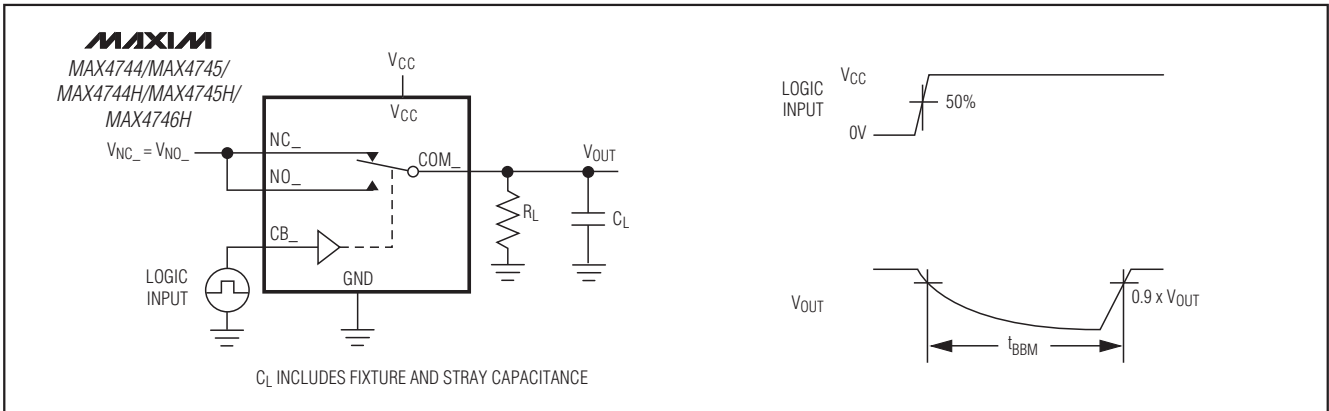 MAXIM
MAX4744/MAX4745/
MAX4744H/MAX4745H/
MAX4746H
VCC
VCC
VNC_ = VNO_
NC_
NO_
COM_
VOUT
RL
CL
CB_
LOGIC
INPUT
GND
CL INCLUDES FIXTURE AND STRAY CAPACITANCE
LOGIC
INPUT
VCC
50%
0V
VOUT
0.9 x VOUT
tBBM